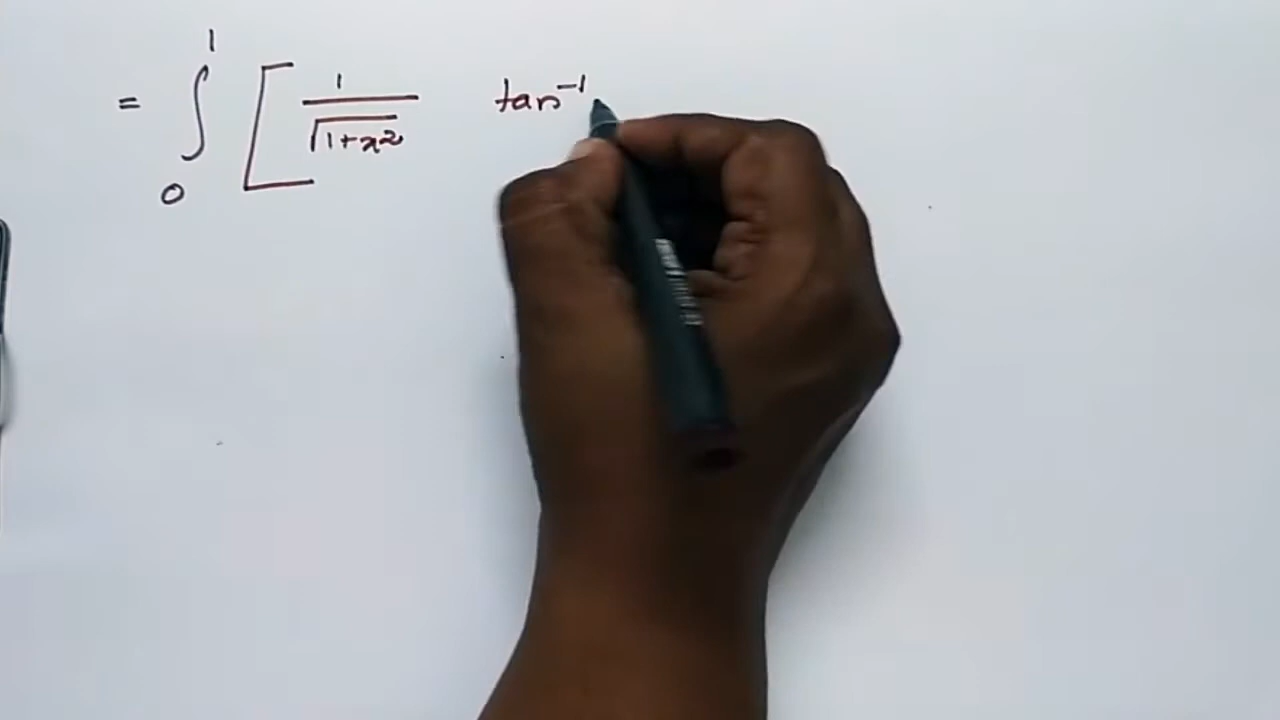 = ∫₀¹ [ 1/√(1+x²) tan⁻¹